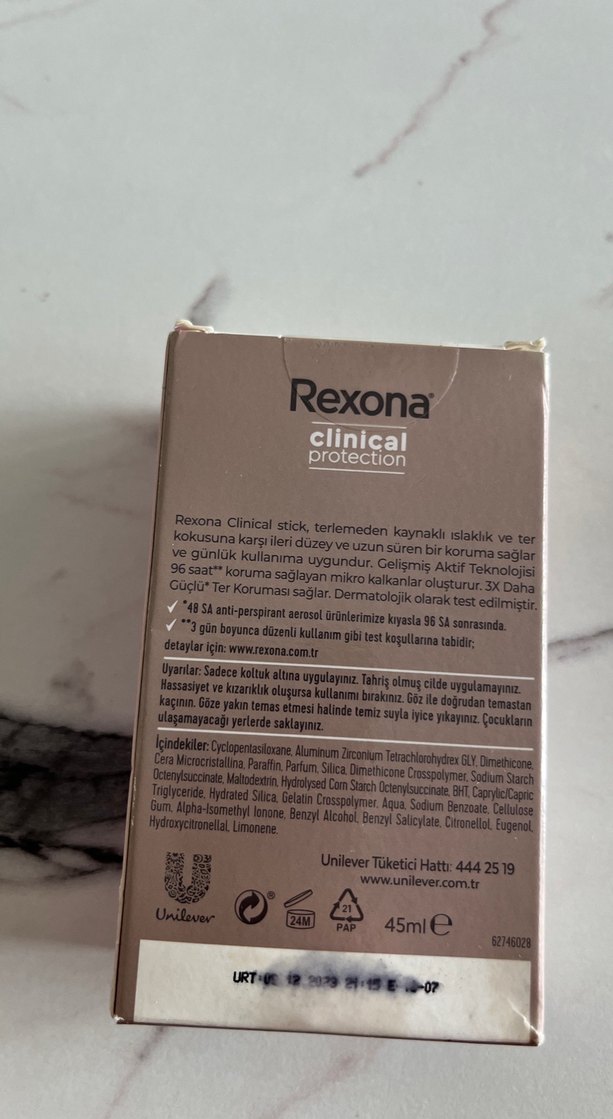 Rexona
clinical
protection
Rexona Clinical stick, terlemeden kaynaklı ıslaklık ve ter
kokusuna karşı ileri düzey ve uzun süren bir koruma sağlar
ve günlük kullanıma uygundur. Gelişmiş Aktif Teknolojisi
96 saat** koruma sağlayan mikro kalkanlar oluşturur. 3X Daha
Güçlü* Ter Koruması sağlar. Dermatolojik olarak test edilmiştir.
*48 SA anti-perspirant aerosol ürünlerimize kıyasla 96 SA sonrasında.
**3 gün boyunca düzenli kullanım gibi test koşullarına tabidir;
detaylar için: www.rexona.com.tr
Uyarılar: Sadece koltuk altına uygulayınız. Tahriş olmuş cilde uygulamayınız.
Hassasiyet ve kızarıklık oluşursa kullanımı bırakınız. Göz ile doğrudan temastan
kaçının. Göze yakın temas etmesi halinde temiz suyla iyice yıkayınız. Çocukların
ulaşamayacağı yerlerde saklayınız.
İçindekiler: Cyclopentasiloxane, Aluminum Zirconium Tetrachlorohydrex GLY, Dimethicone,
Cera Microcristallina, Paraffin, Parfum, Silica, Dimethicone Crosspolymer, Sodium Starch
Octenylsuccinate, Maltodextrin, Hydrolysed Corn Starch Octenylsuccinate, BHT, Caprylic/Capric
Triglyceride, Hydrated Silica, Gelatin Crosspolymer, Aqua, Sodium Benzoate, Cellulose
Gum, Alpha-Isomethyl Ionone, Benzyl Alcohol, Benzyl Salicylate, Citronellol, Eugenol,
Hydroxycitronellal, Limonene.
Unilever Tüketici Hattı: 444 25 19
www.unilever.com.tr
Unilever
24M
21
PAP
45ml e
62746028
URT